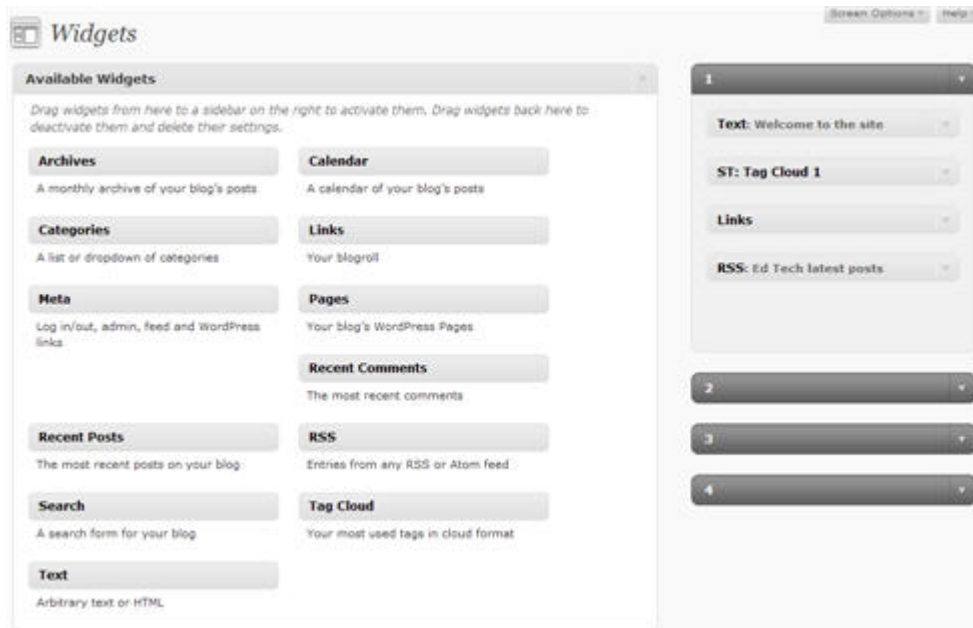 Screen Options
Help
Widgets
Available Widgets
Drag widgets from here to a sidebar on the right to activate them. Drag widgets back here to
deactivate them and delete their settings.
Archives
Calendar
A monthly archive of your blog's posts
A calendar of your blog's posts
Categories
Links
A list or dropdown of categories
Your blogroll
Meta
Pages
Log in/out, admin, feed and WordPress
links
Your blog's WordPress Pages
Recent Comments
The most recent comments
Recent Posts
RSS
The most recent posts on your blog
Entries from any RSS or Atom feed
Search
Tag Cloud
A search form for your blog
Your most used tags in cloud format
Text
Arbitrary text or HTML
1
Text: Welcome to the site
ST: Tag Cloud 1
Links
RSS: Ed Tech latest posts
2
3
4